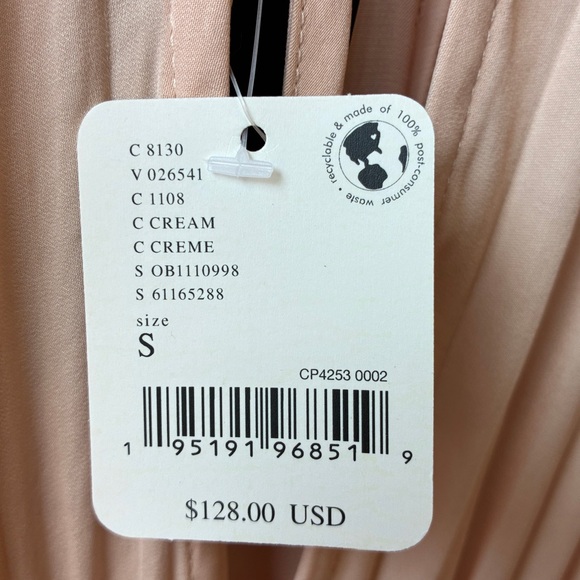 C 8130
V 026541
C 1108
C CREAM
C CREME
S OB1110998
S 61165288
size
S
recyclable & made of 100% post-consumer waste •
CP4253 0002
1 95191 96851 9
$128.00 USD